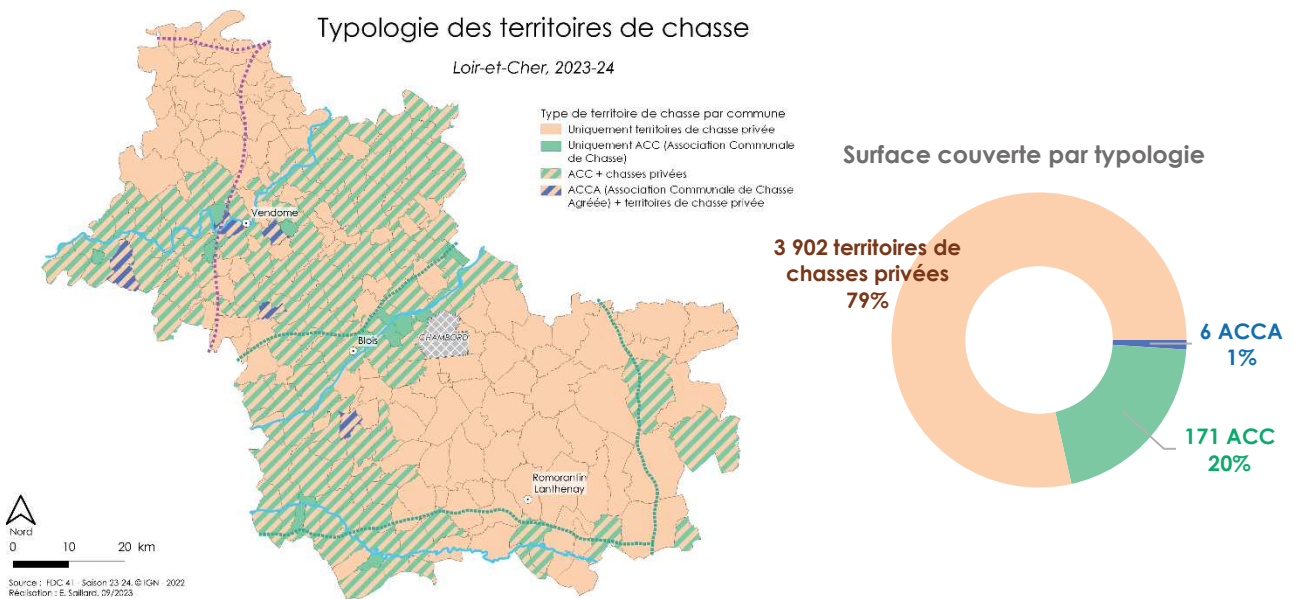 Typologie des territoires de chasse
Loir-et-Cher, 2023-24
Type de territoire de chasse par commune
Uniquement territoires de chasse privée
Uniquement ACC (Association Communale
de Chasse)
ACC + chasses privées
ACCA (Association Communale de Chasse
Agréée) + territoires de chasse privée
Vendome
Blois
CHAMBORD
Romorantin
Lanthenay
Nord
0 10 20 km
Source : FDC 41 - Saison 23-24, © IGN - 2022
Réalisation : E. Saillard, 09/2023
Surface couverte par typologie
3 902 territoires de
chasses privées
79%
6 ACCA
1%
171 ACC
20%